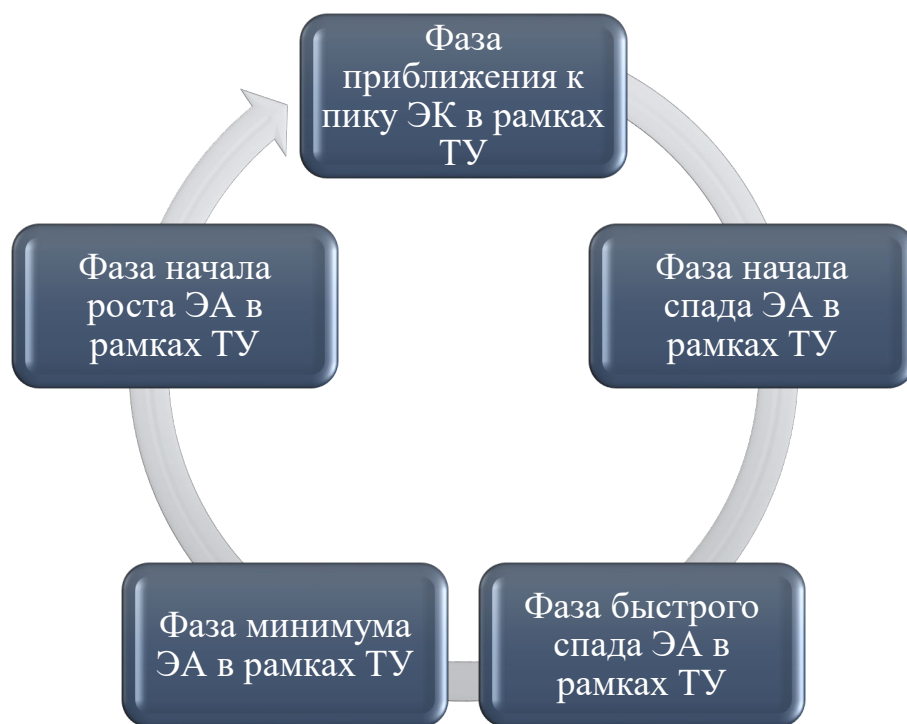 Фаза
приближения к
пику ЭК в рамках
ТУ
Фаза начала
спада ЭА в
рамках ТУ
Фаза быстрого
спада ЭА в
рамках ТУ
Фаза минимума
ЭА в рамках ТУ
Фаза начала
роста ЭА в
рамках ТУ